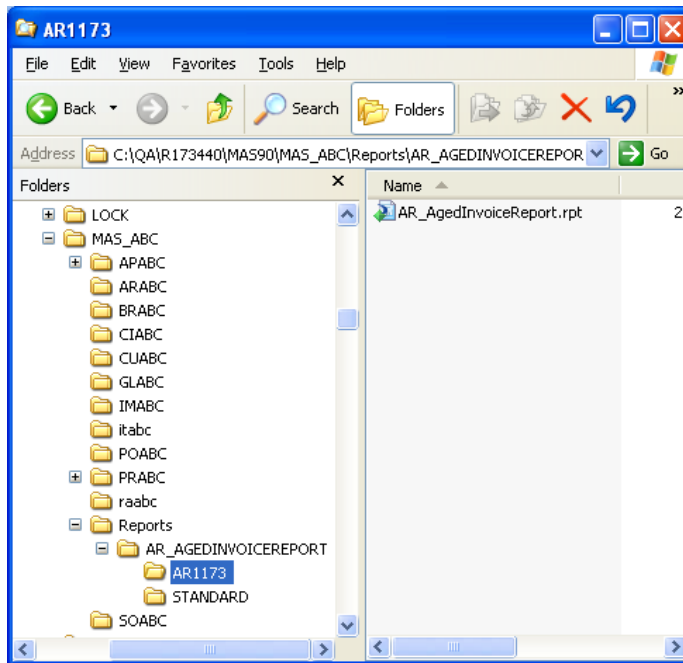 AR1173
File Edit View Favorites Tools Help
Back Search Folders »
Address C:\QA\R173440\MAS90\MAS_ABC\Reports\AR_AGEDINVOICEREPOR Go
Folders x
LOCK
MAS_ABC
APABC
ARABC
BRABC
CIABC
CUABC
GLABC
IMABC
itabc
POABC
PRABC
raabc
Reports
AR_AGEDINVOICEREPORT
AR1173
STANDARD
SOABC
Name
AR_AgedInvoiceReport.rpt 2